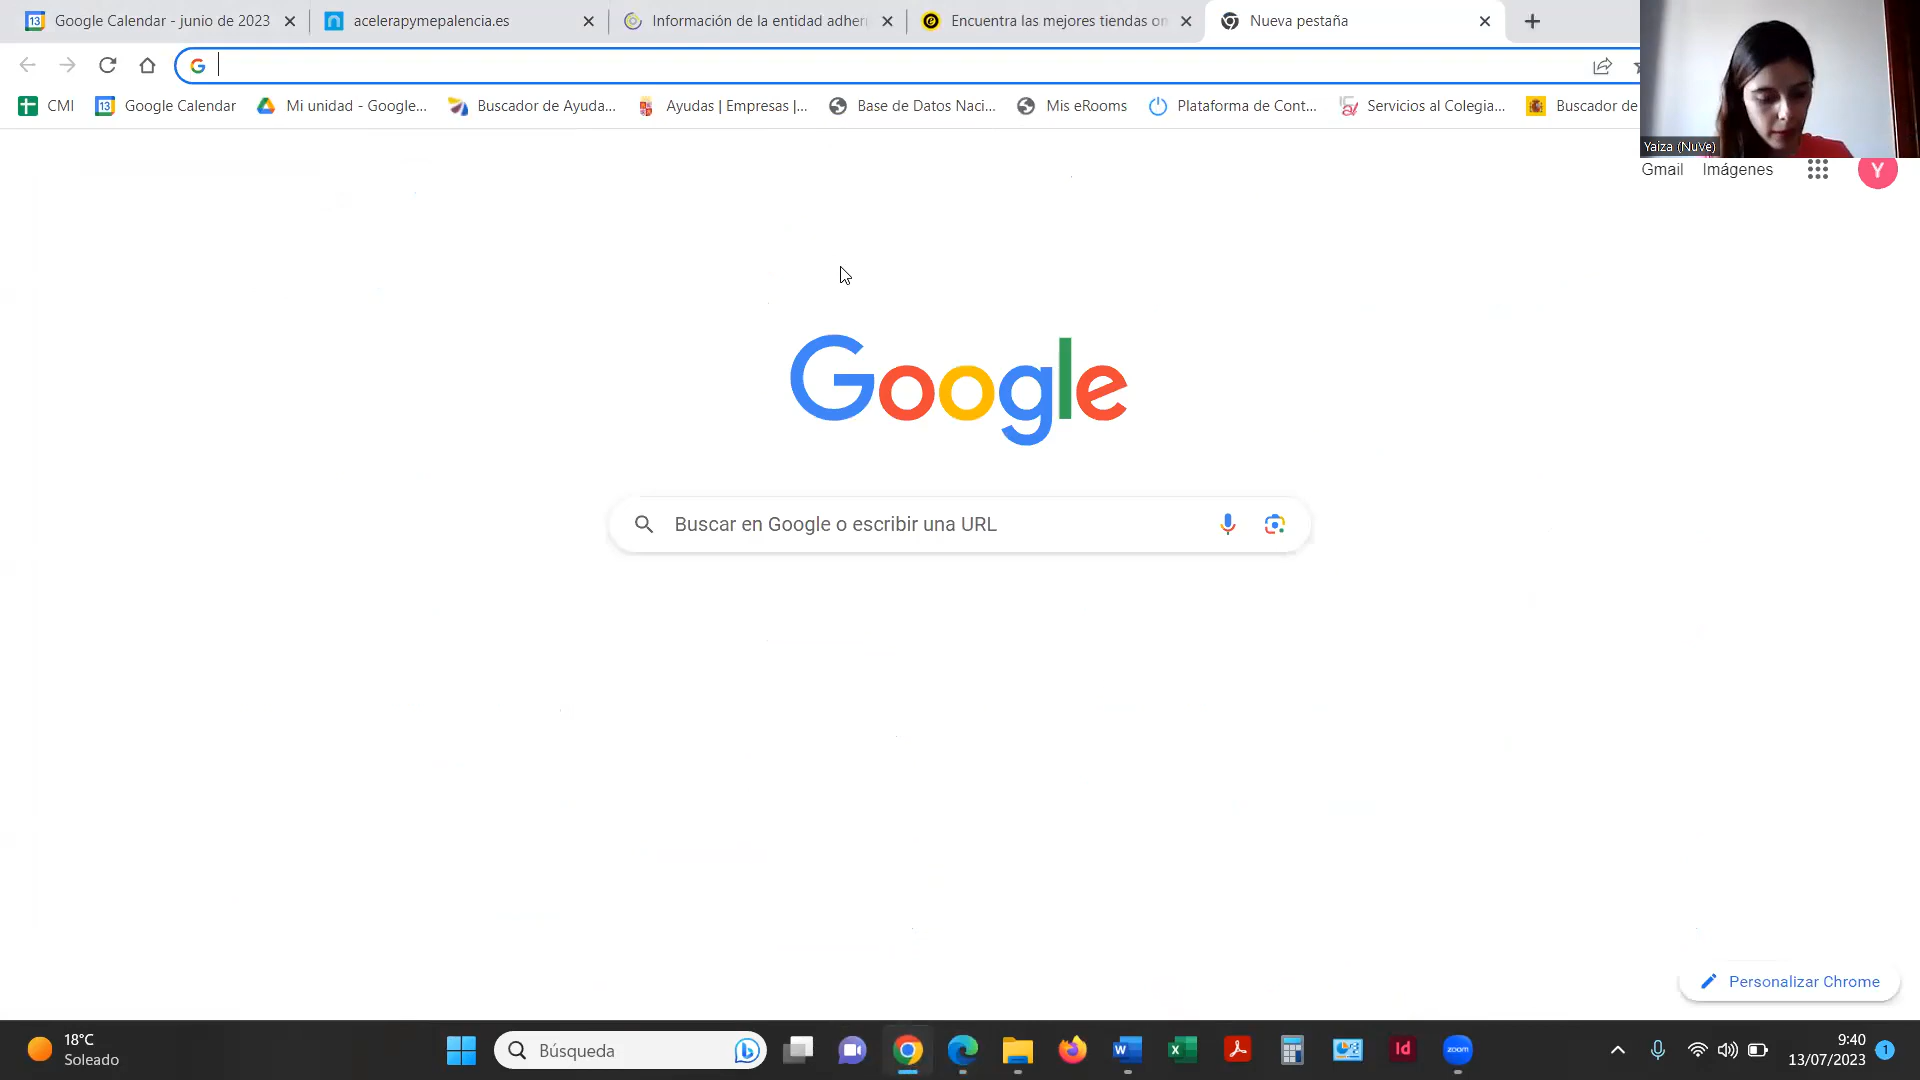 Google Calendar - junio de 2023
acelerapymepalencia.es
Información de la entidad adher
Encuentra las mejores tiendas on
Nueva pestaña
CMI
Google Calendar
Mi unidad - Google...
Buscador de Ayuda...
Ayudas | Empresas |...
Base de Datos Naci...
Mis eRooms
Plataforma de Cont...
Servicios al Colegia...
Buscador de
Yaiza (NuVe)
Gmail
Imágenes
Y
Google
Buscar en Google o escribir una URL
Personalizar Chrome
18°C
Soleado
Búsqueda
zoom
9:40
13/07/2023
1